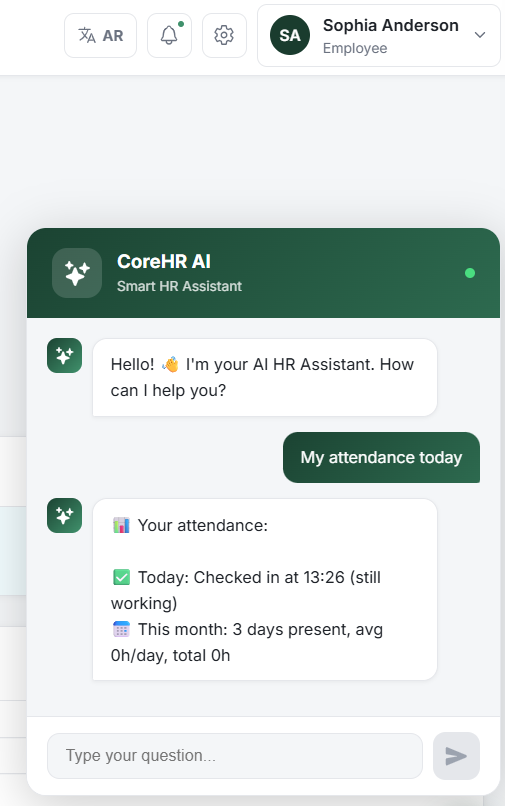 AR
SA
Sophia Anderson
Employee
CoreHR AI
Smart HR Assistant
Hello! 👋 I'm your AI HR Assistant. How
can I help you?
My attendance today
📊 Your attendance:
✅ Today: Checked in at 13:26 (still
working)
📅 This month: 3 days present, avg
0h/day, total 0h
Type your question...